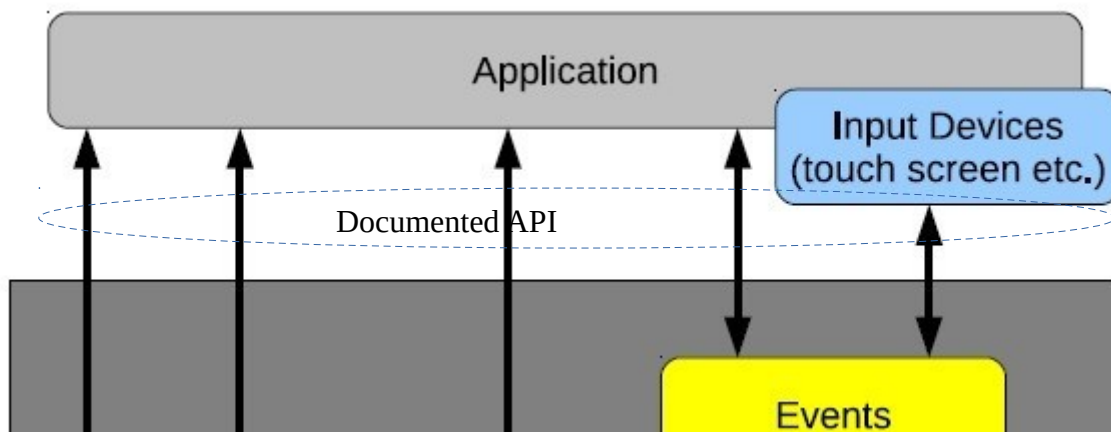 Application
Input Devices
(touch screen etc.)
Documented API
Events